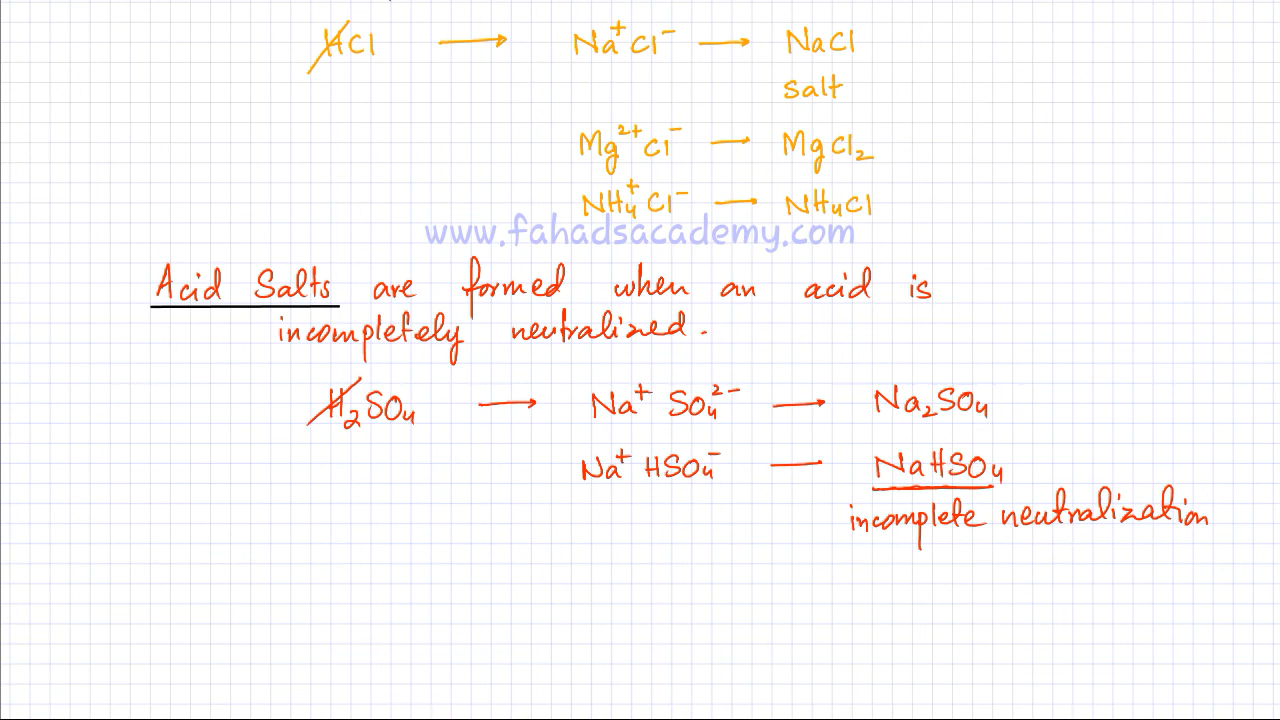 HCl → Na⁺Cl⁻ → NaCl
salt
Mg²⁺Cl⁻ → MgCl₂
NH₄⁺Cl⁻ → NH₄Cl
www.fahadsacademy.com
Acid Salts are formed when an acid is
incompletely neutralized.
H₂SO₄ → Na⁺ SO₄²⁻ → Na₂SO₄
Na⁺ HSO₄⁻ — NaHSO₄
incomplete neutralization